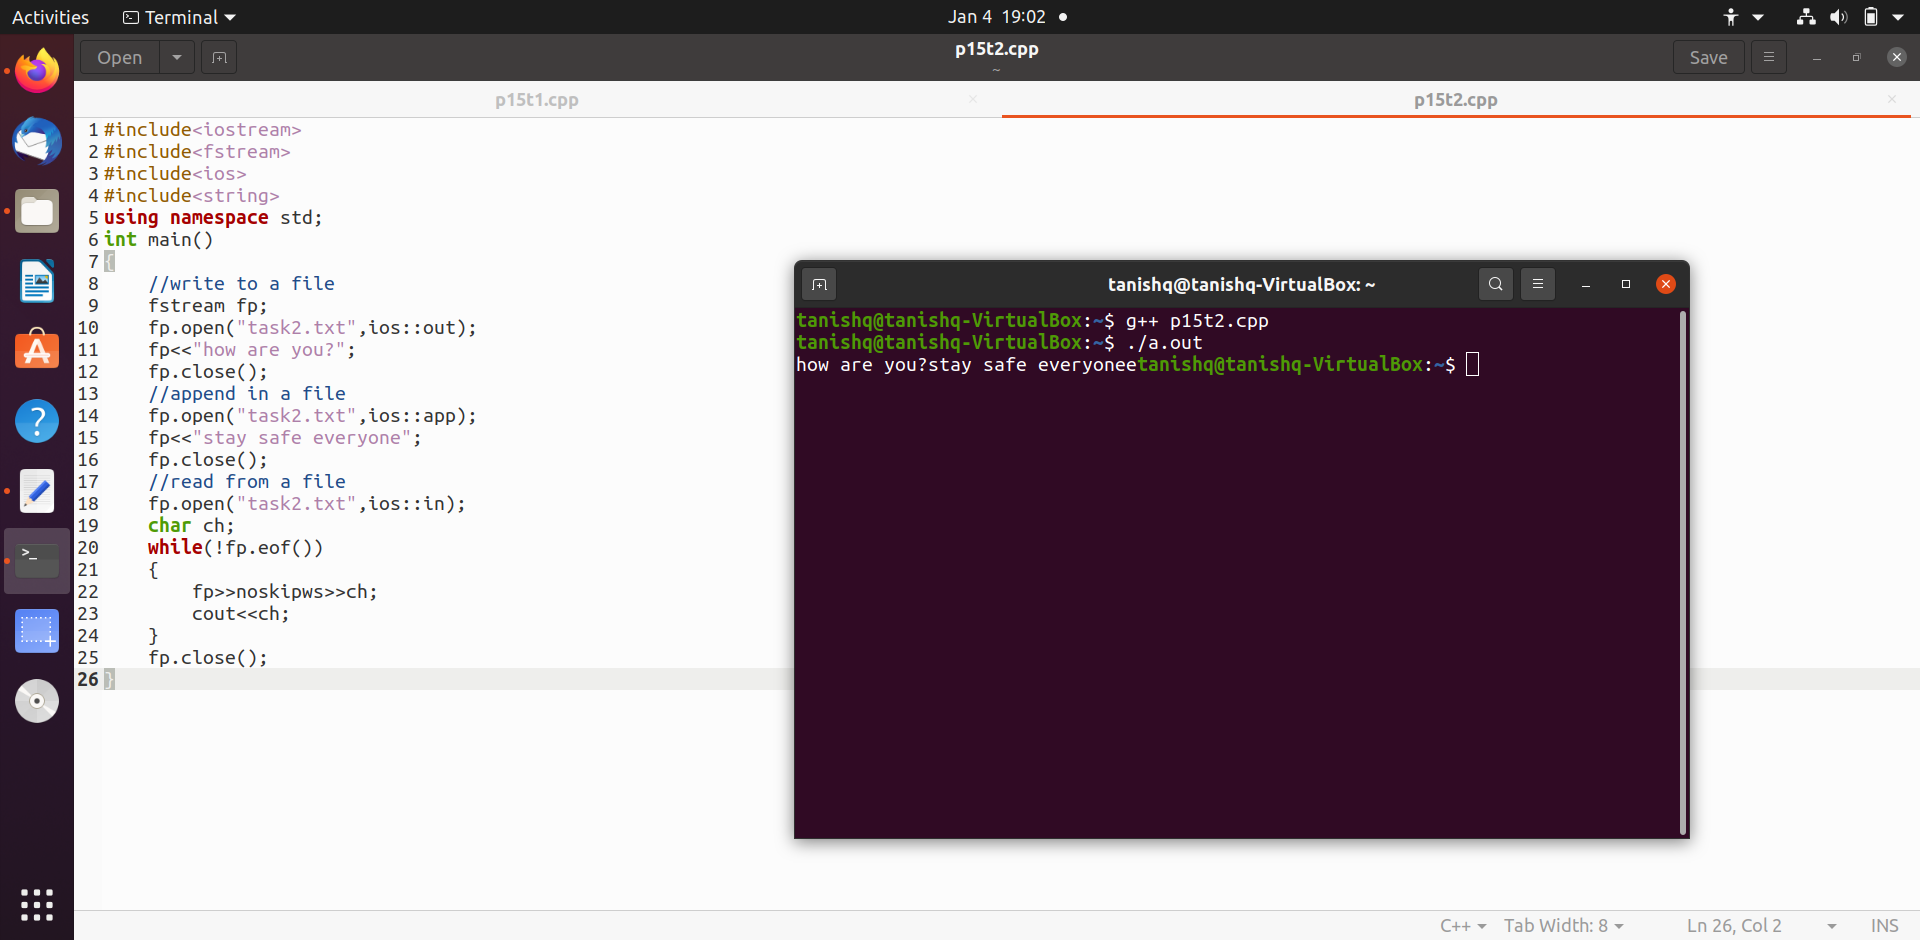 Activities Terminal Jan 4 19:02
Open p15t2.cpp Save
~
p15t1.cpp p15t2.cpp
1 #include<iostream>
2 #include<fstream>
3 #include<ios>
4 #include<string>
5 using namespace std;
6 int main()
7 {
8 //write to a file
9 fstream fp;
10 fp.open("task2.txt",ios::out);
11 fp<<"how are you?";
12 fp.close();
13 //append in a file
14 fp.open("task2.txt",ios::app);
15 fp<<"stay safe everyone";
16 fp.close();
17 //read from a file
18 fp.open("task2.txt",ios::in);
19 char ch;
20 while(!fp.eof())
21 {
22 fp>>noskipws>>ch;
23 cout<<ch;
24 }
25 fp.close();
26 }
tanishq@tanishq-VirtualBox: ~
tanishq@tanishq-VirtualBox:~$ g++ p15t2.cpp
tanishq@tanishq-VirtualBox:~$ ./a.out
how are you?stay safe everyoneetanishq@tanishq-VirtualBox:~$
C++ Tab Width: 8 Ln 26, Col 2 INS